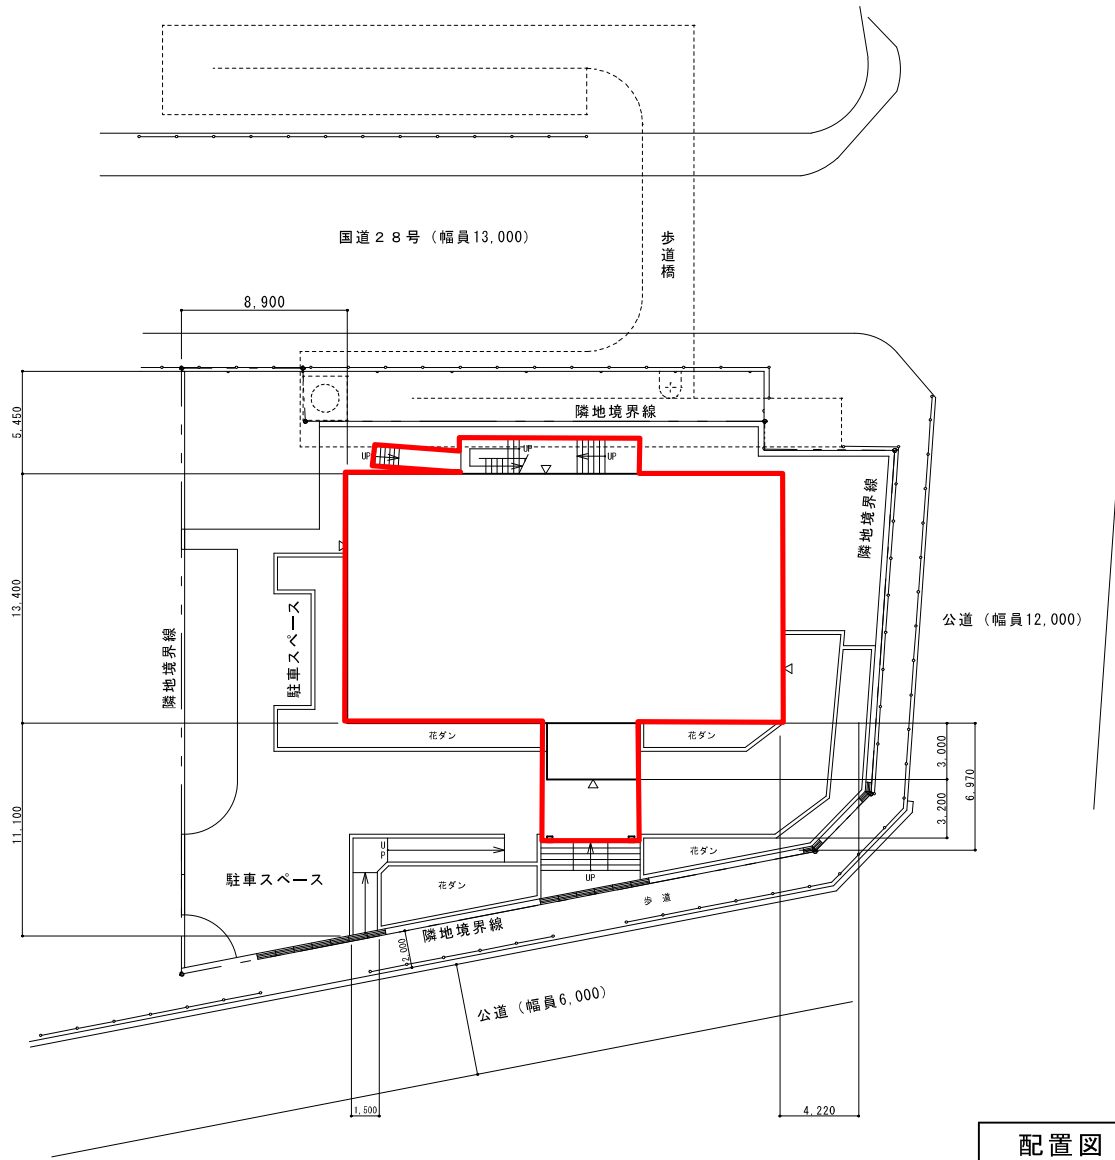 国道２８号（幅員13,000）
歩道橋
8,900
5,450
隣地境界線
UP
UP
UP
隣地境界線
13,400
隣地境界線
駐車スペース
公道（幅員12,000）
花ダン
花ダン
3,000
6,970
3,200
11,100
UP
駐車スペース
花ダン
UP
花ダン
歩道
隣地境界線
2,000
公道（幅員6,000）
1,500
4,220
配置図